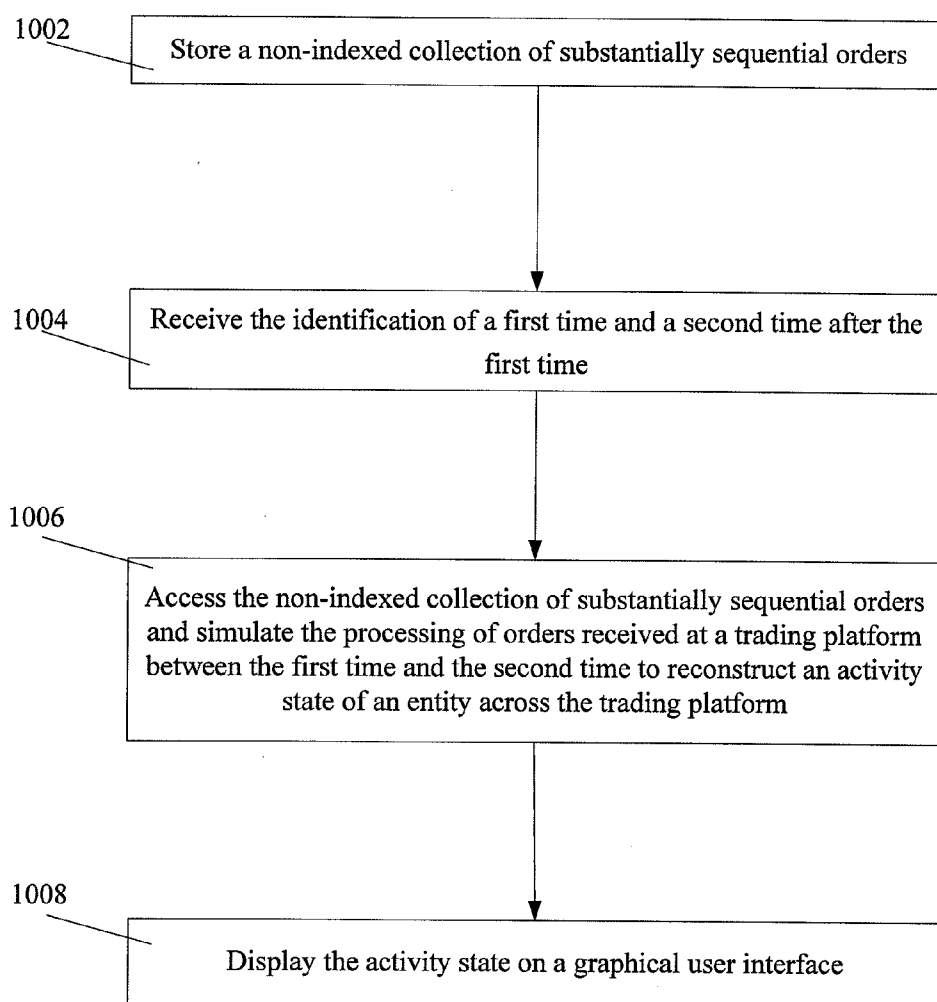 1002
Store a non-indexed collection of substantially sequential orders
1004
Receive the identification of a first time and a second time after the
first time
1006
Access the non-indexed collection of substantially sequential orders
and simulate the processing of orders received at a trading platform
between the first time and the second time to reconstruct an activity
state of an entity across the trading platform
1008
Display the activity state on a graphical user interface